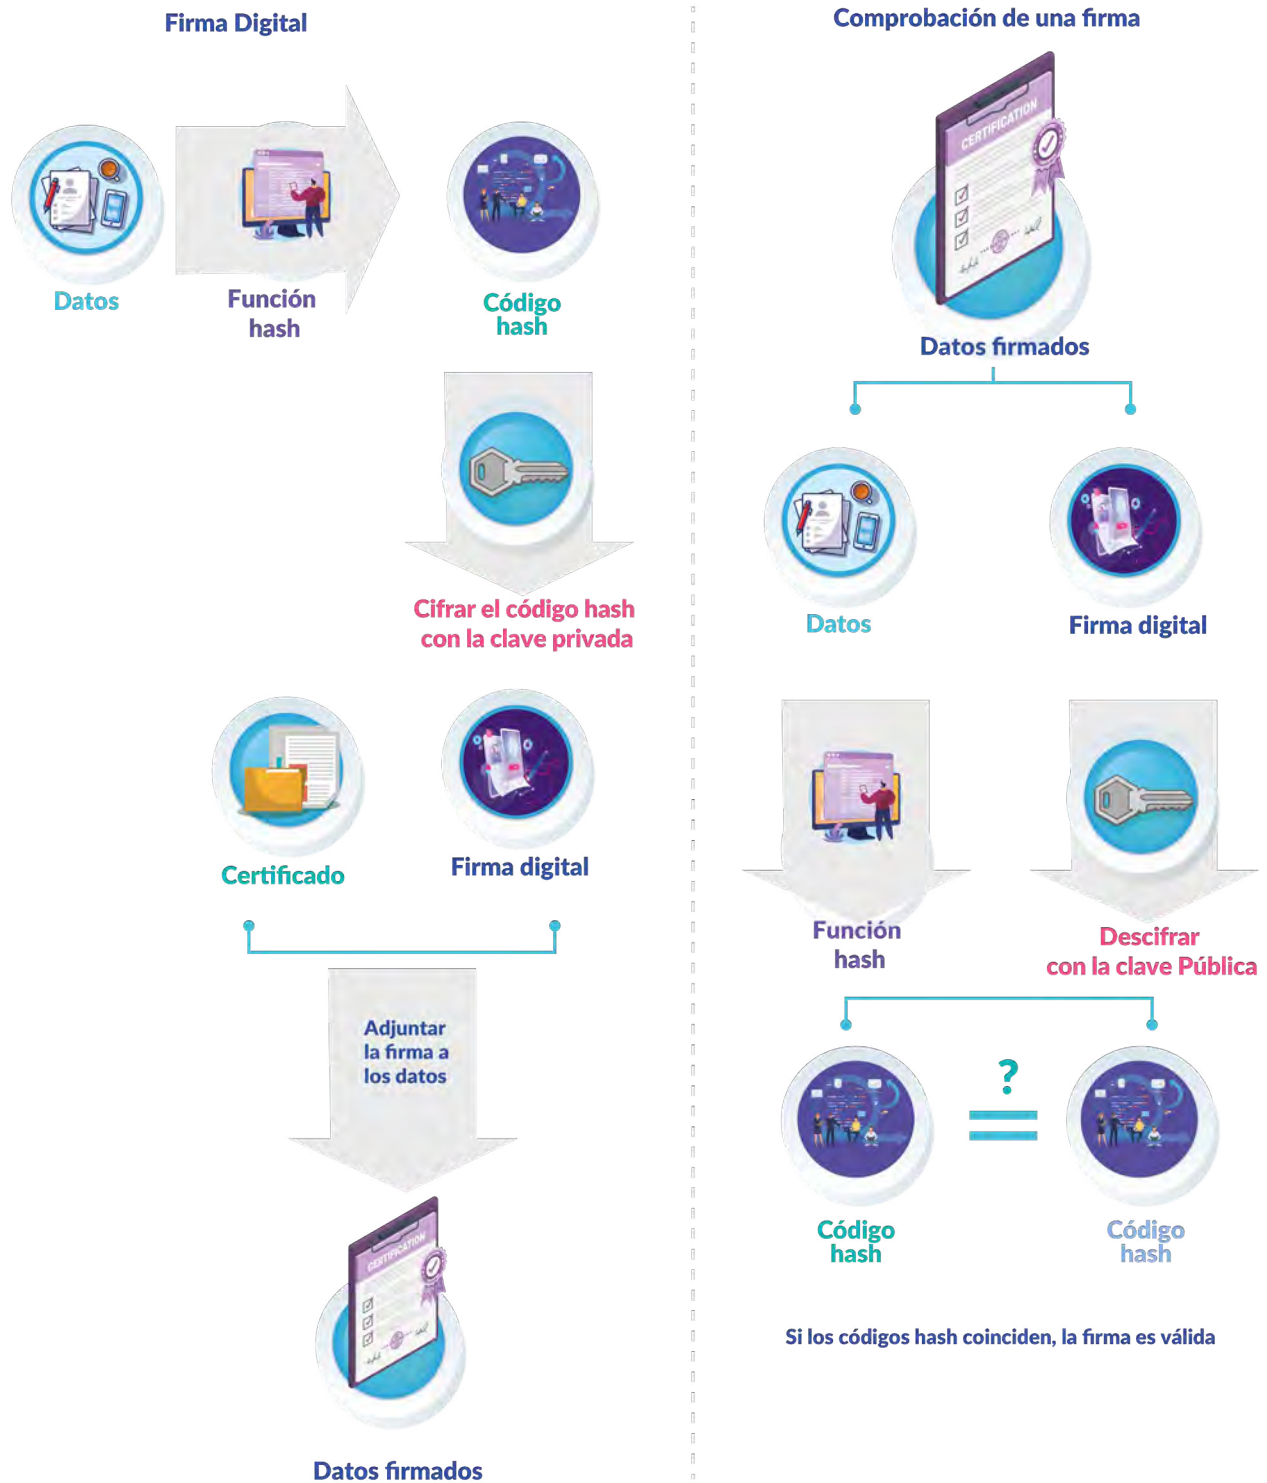 Firma Digital
Datos
Función
hash
Código
hash
Cifrar el código hash
con la clave privada
Certificado
Firma digital
Adjuntar
la firma a
los datos
CERTIFICATION
Datos firmados
Comprobación de una firma
CERTIFICATION
Datos firmados
Datos
Firma digital
Función
hash
Descifrar
con la clave Pública
?
=
Código
hash
Código
hash
Si los códigos hash coinciden, la firma es válida